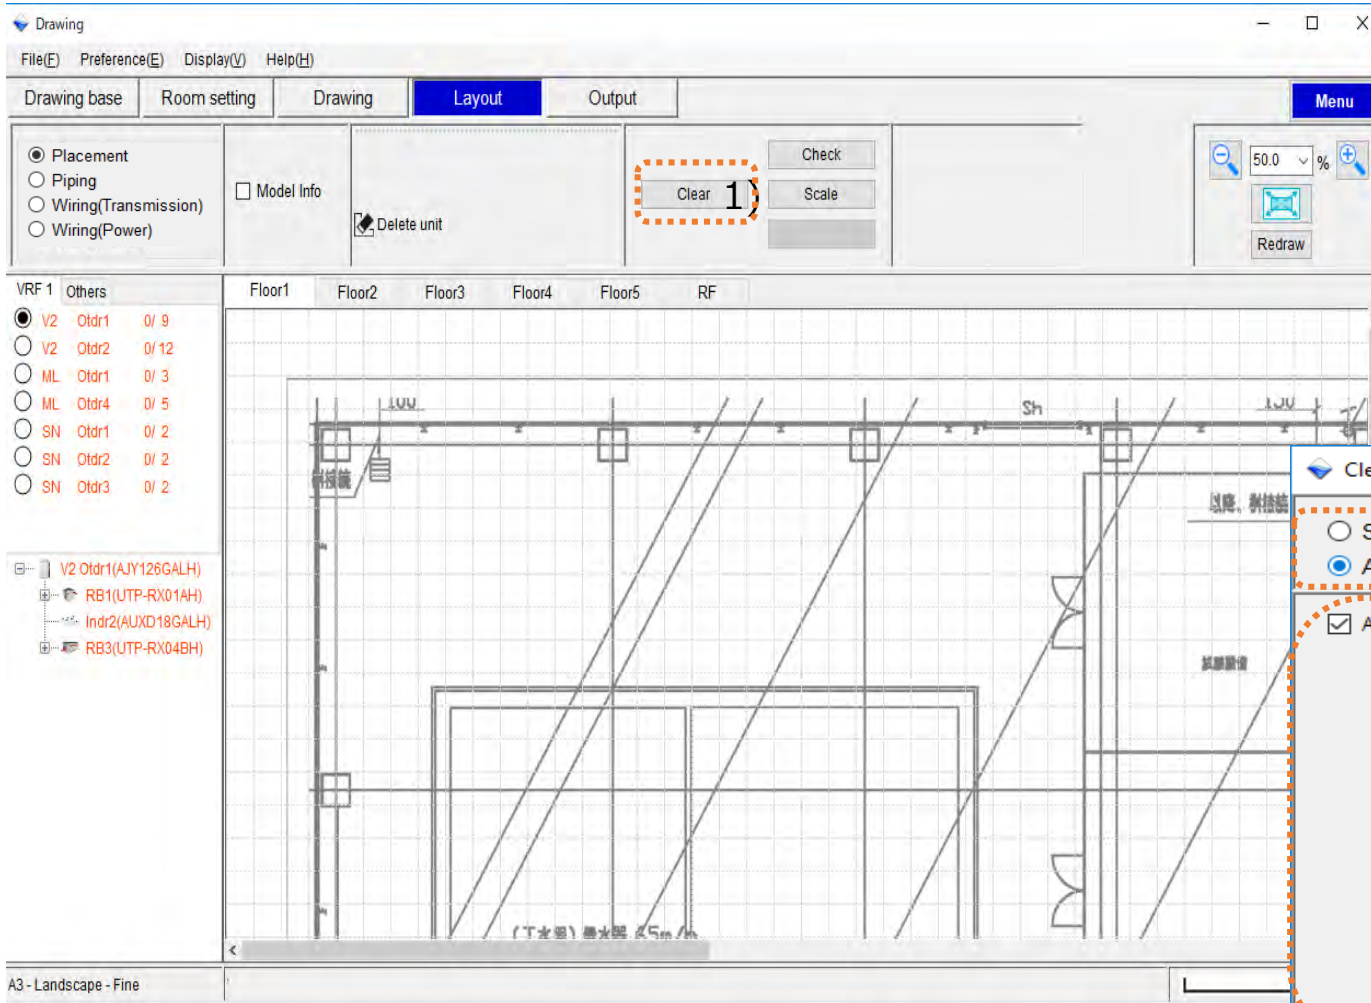 Drawing
File(F) Preference(E) Display(V) Help(H)
Drawing base Room setting Drawing Layout Output Menu
Placement
Piping
Wiring(Transmission)
Wiring(Power)
Model Info
Delete unit
Clear 1)
Check
Scale
50.0 %
Redraw
VRF 1 Others
Floor1 Floor2 Floor3 Floor4 Floor5 RF
V2 Otdr1 0/ 9
V2 Otdr2 0/ 12
ML Otdr1 0/ 3
ML Otdr4 0/ 5
SN Otdr1 0/ 2
SN Otdr2 0/ 2
SN Otdr3 0/ 2
V2 Otdr1(AJY126GALH)
RB1(UTP-RX01AH)
Indr2(AUXD18GALH)
RB3(UTP-RX04BH)
100
Sh
150
Cle
S
A
A
A3 - Landscape - Fine